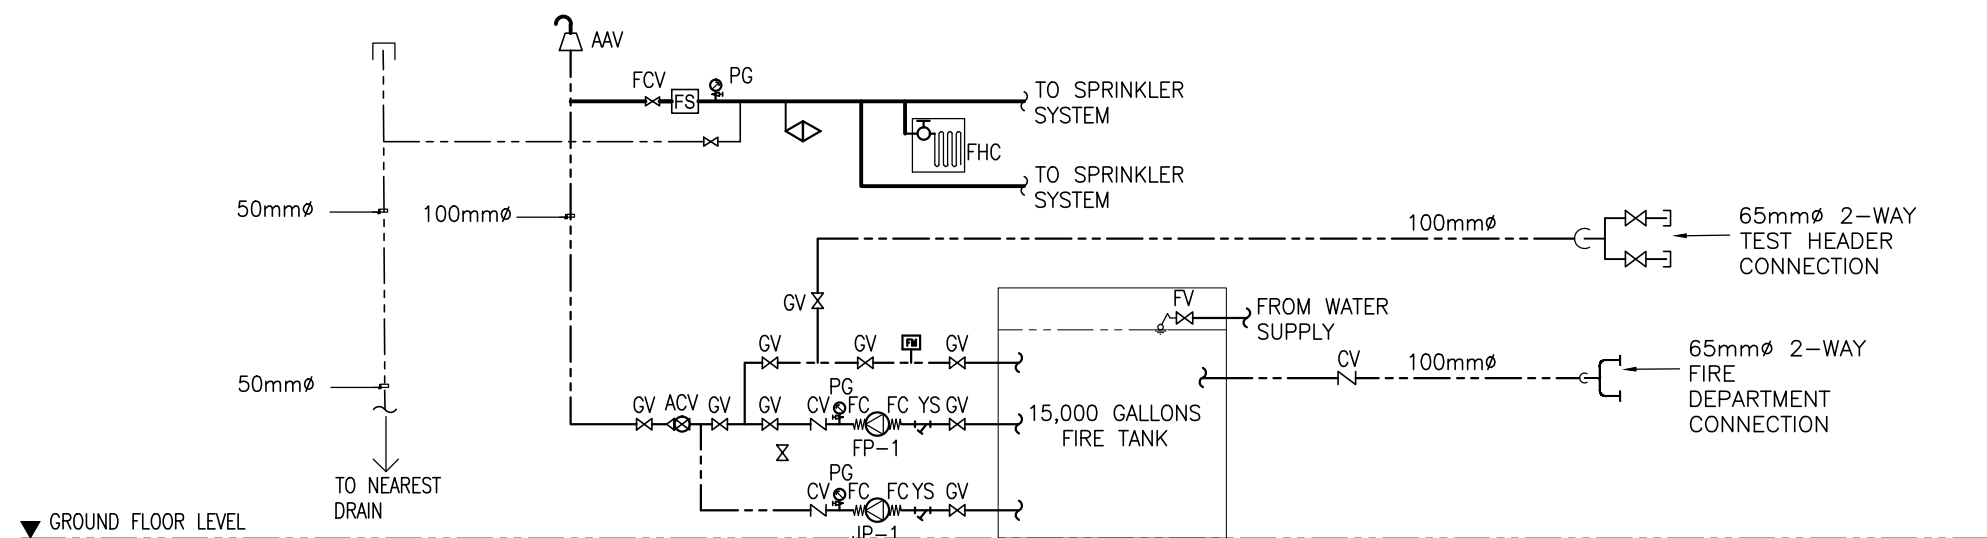 AAV
FCV
FS
PG
TO SPRINKLER
SYSTEM
FHC
TO SPRINKLER
SYSTEM
50mmø
100mmø
100mmø
65mmø 2-WAY
TEST HEADER
CONNECTION
GV
FV
FROM WATER
SUPPLY
GV
GV
FM
GV
CV
100mmø
65mmø 2-WAY
FIRE
DEPARTMENT
CONNECTION
50mmø
GV
ACV
GV
GV
CV
PG
FC
FC
YS
GV
15,000 GALLONS
FIRE TANK
FP-1
TO NEAREST
DRAIN
CV
PG
FC
FC
YS
GV
JP-1
GROUND FLOOR LEVEL